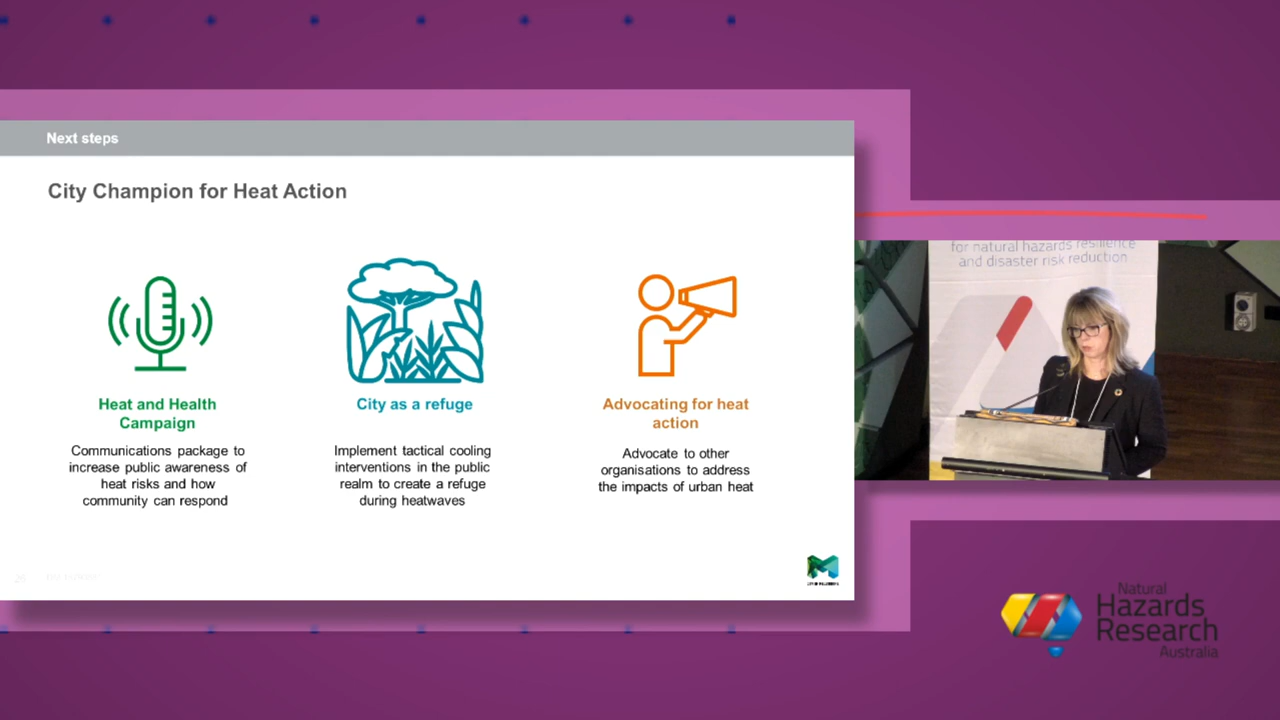 Next steps
City Champion for Heat Action
Heat and Health
Campaign
Communications package to
increase public awareness of
heat risks and how
community can respond
City as a refuge
Implement tactical cooling
interventions in the public
realm to create a refuge
during heatwaves
Advocating for heat
action
Advocate to other
organisations to address
the impacts of urban heat
for natural hazards resilience
and disaster risk reduction
Natural
Hazards
Research
Australia